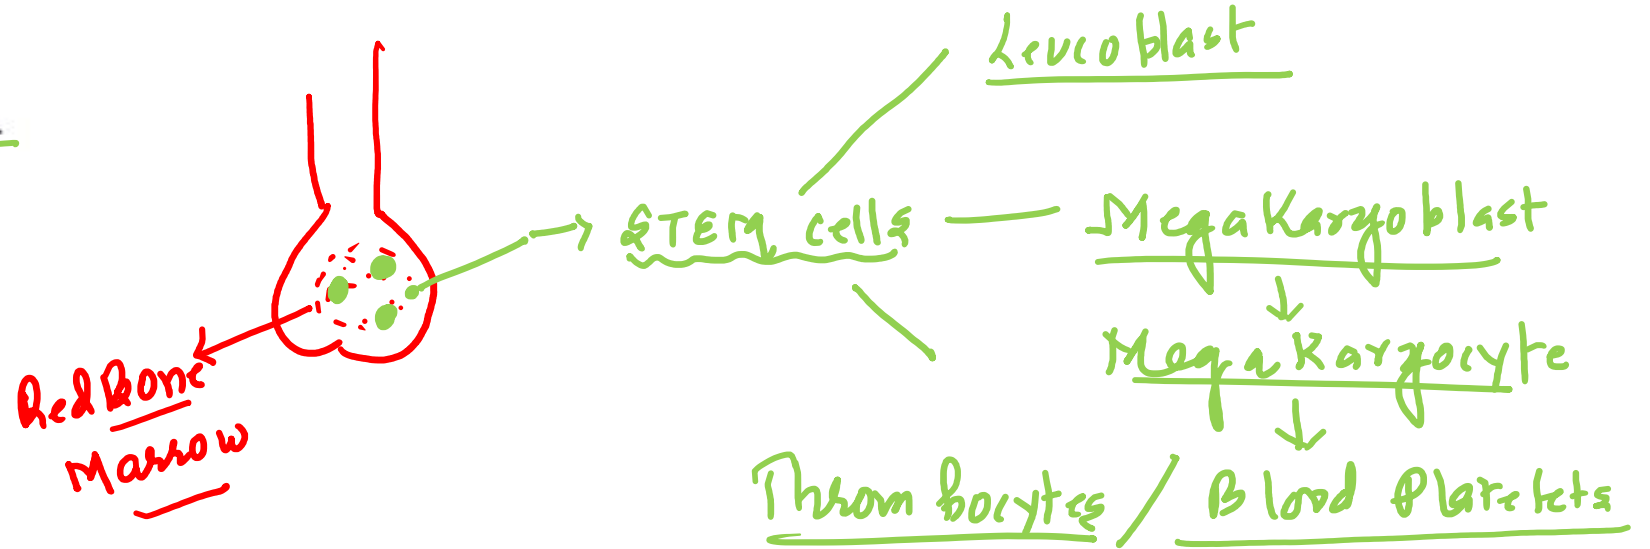 Leucoblast
STEM cells
MegaKaryoblast
MegaKaryocyte
Red Bone
Marrow
Thrombocytes / Blood Platelets